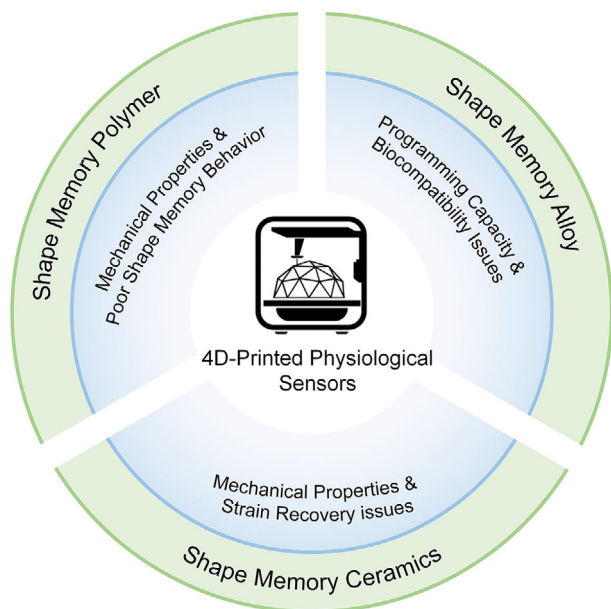 Shape Memory Polymer
Mechanical Properties &
Poor Shape Memory Behavior
Shape Memory Alloy
Programming Capacity &
Biocompatibility Issues
4D-Printed Physiological
Sensors
Mechanical Properties &
Strain Recovery issues
Shape Memory Ceramics